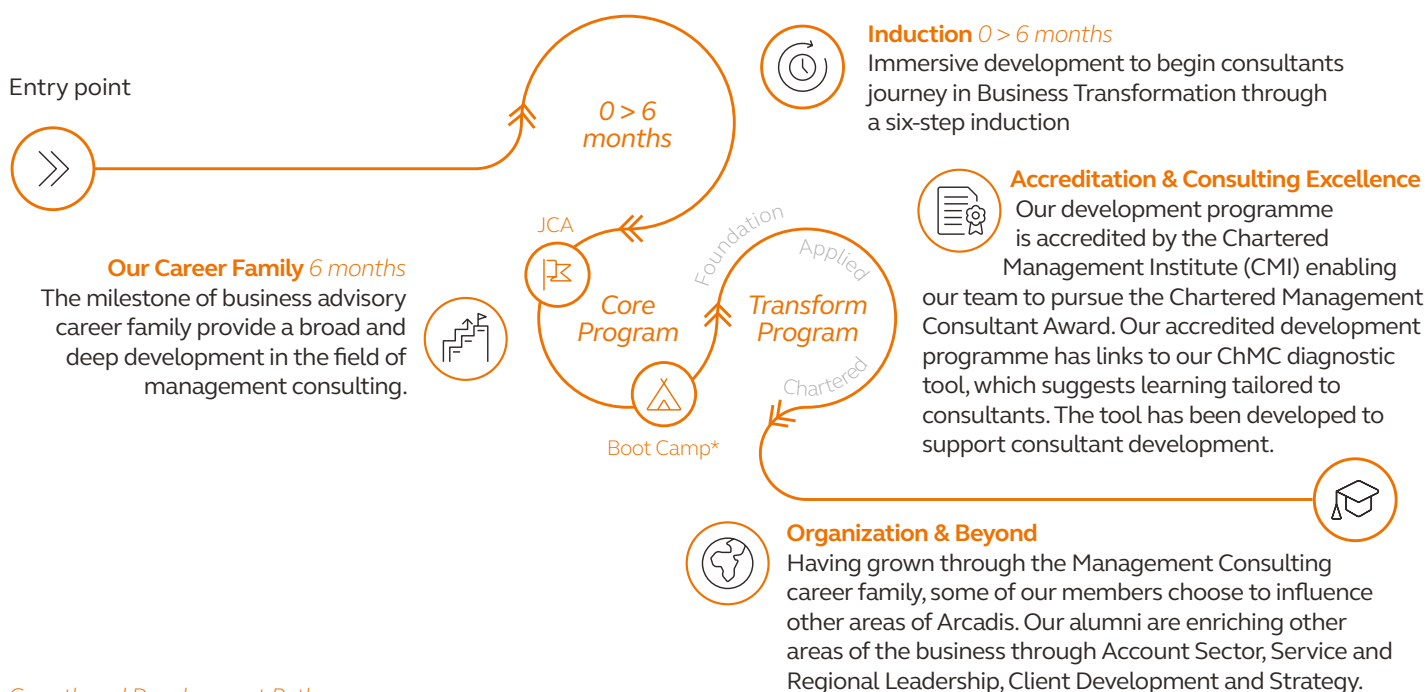 Entry point
0 > 6
months
Induction 0 > 6 months
Immersive development to begin consultants
journey in Business Transformation through
a six-step induction
JCA
Our Career Family 6 months
The milestone of business advisory
career family provide a broad and
deep development in the field of
management consulting.
Core
Program
Boot Camp*
Foundation
Applied
Chartered
Transform
Program
Accreditation & Consulting Excellence
Our development programme
is accredited by the Chartered
Management Institute (CMI) enabling
our team to pursue the Chartered Management
Consultant Award. Our accredited development
programme has links to our ChMC diagnostic
tool, which suggests learning tailored to
consultants. The tool has been developed to
support consultant development.
Organization & Beyond
Having grown through the Management Consulting
career family, some of our members choose to influence
other areas of Arcadis. Our alumni are enriching other
areas of the business through Account Sector, Service and
Regional Leadership, Client Development and Strategy.